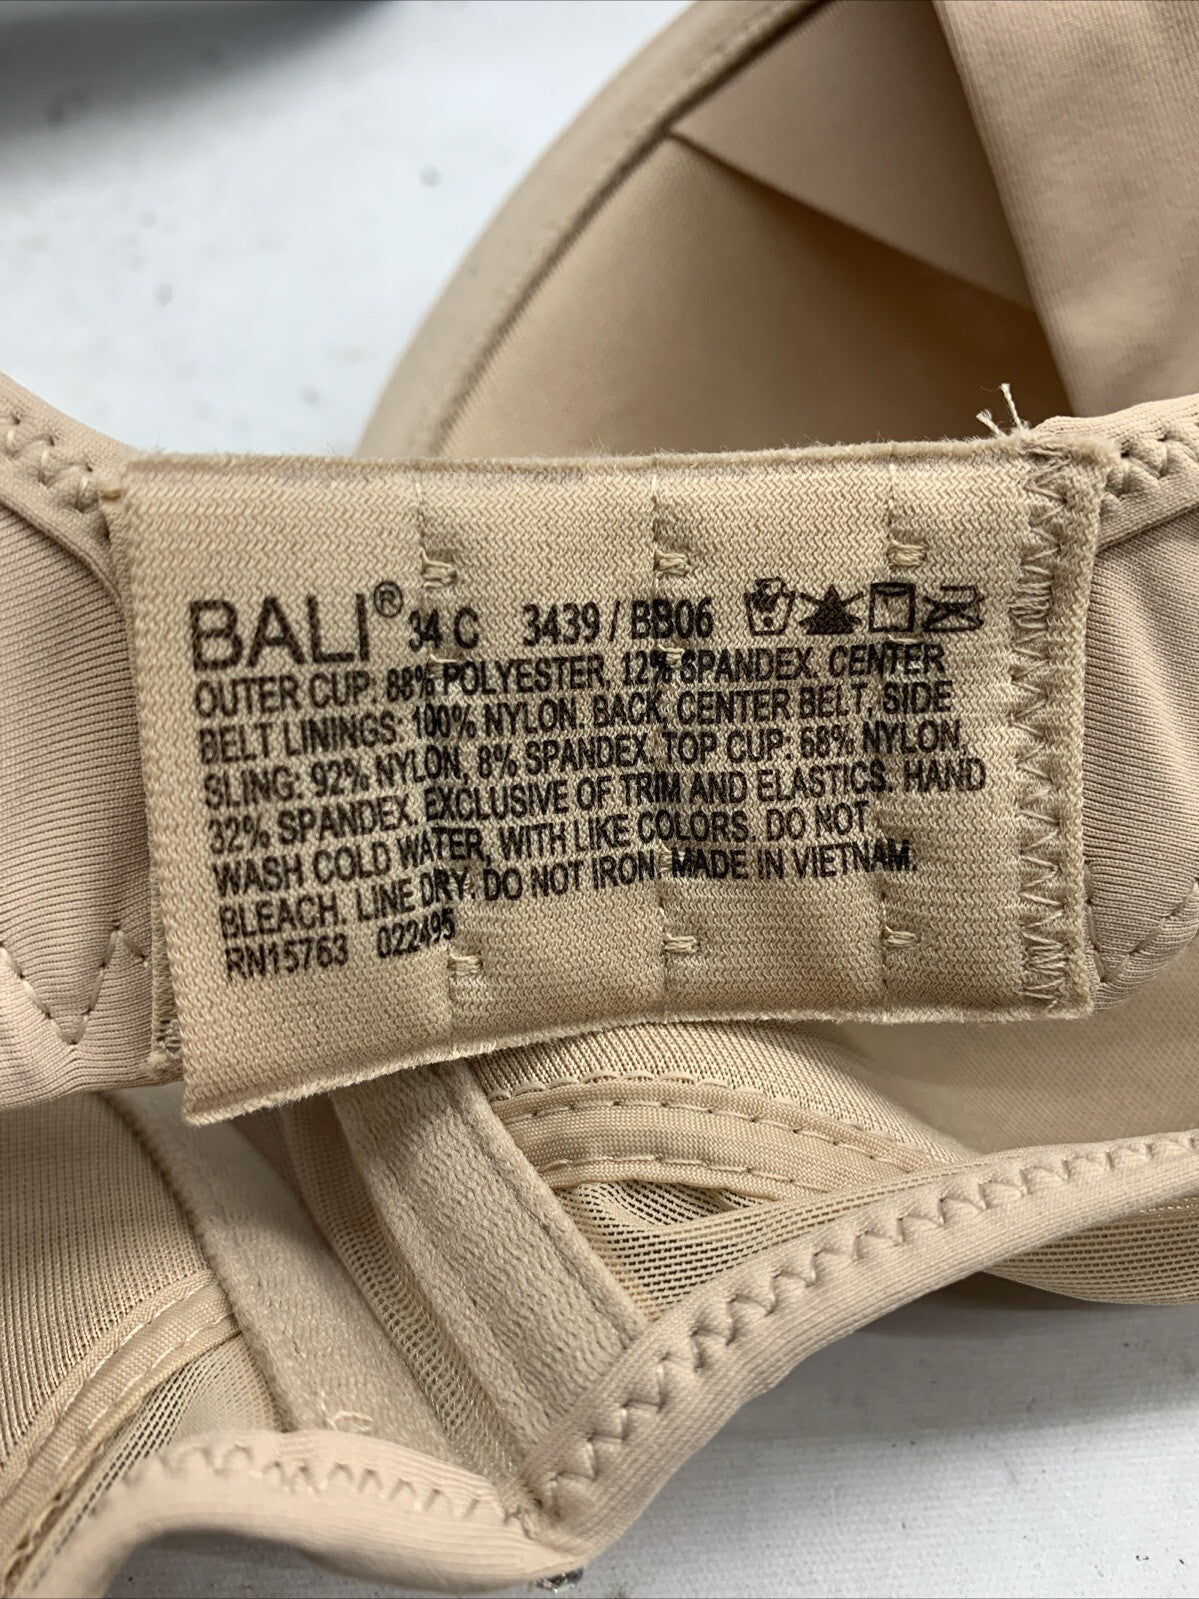 BALI® 34 C 3439 / BB06
OUTER CUP: 88% POLYESTER, 12% SPANDEX. CENTER
BELT LININGS: 100% NYLON. BACK, CENTER BELT, SIDE
SLING: 92% NYLON, 8% SPANDEX. TOP CUP: 68% NYLON,
32% SPANDEX. EXCLUSIVE OF TRIM AND ELASTICS. HAND
WASH COLD WATER, WITH LIKE COLORS. DO NOT
BLEACH. LINE DRY. DO NOT IRON. MADE IN VIETNAM.
RN15763 022495